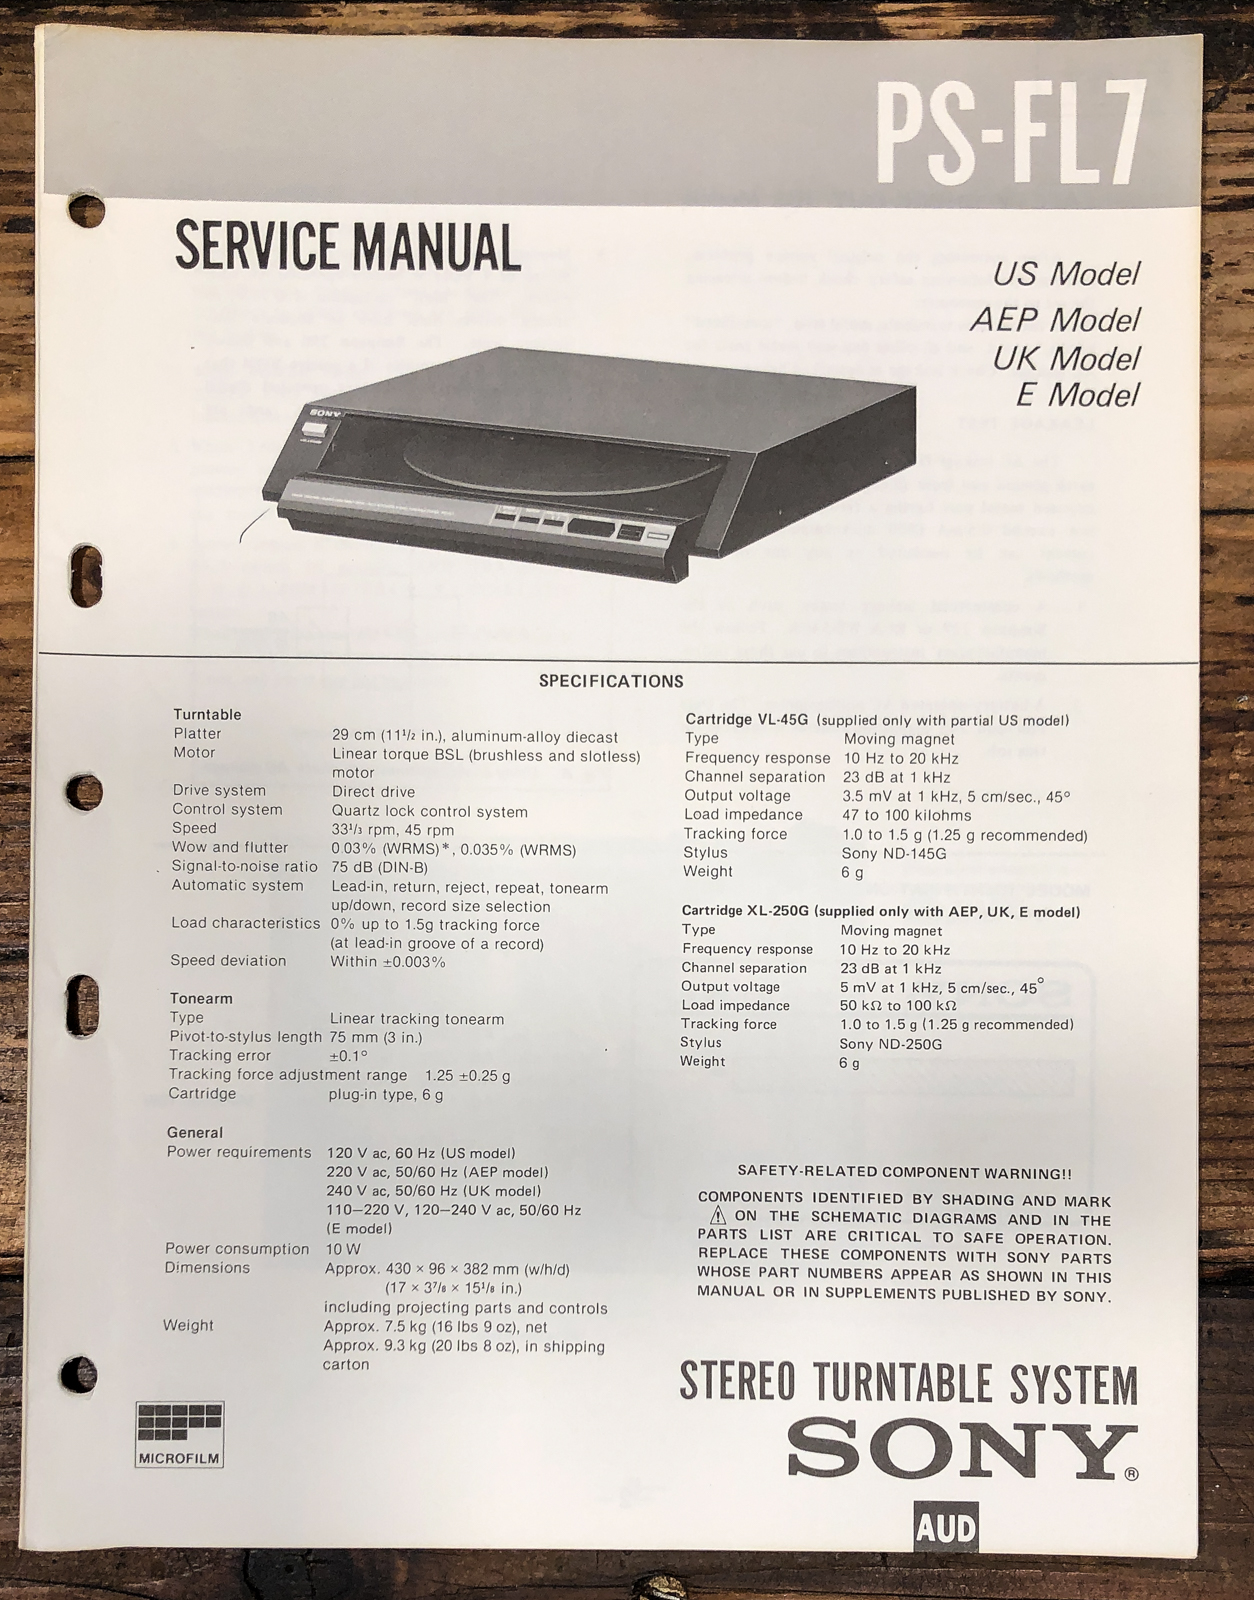 PS-FL7
SERVICE MANUAL
US Model
AEP Model
UK Model
E Model
SONY
SPECIFICATIONS
Turntable
Platter 29 cm (11¹/₂ in.), aluminum-alloy diecast
Motor Linear torque BSL (brushless and slotless)
motor
Drive system Direct drive
Control system Quartz lock control system
Speed 33¹/₃ rpm, 45 rpm
Wow and flutter 0.03% (WRMS)*, 0.035% (WRMS)
Signal-to-noise ratio 75 dB (DIN-B)
Automatic system Lead-in, return, reject, repeat, tonearm
up/down, record size selection
Load characteristics 0% up to 1.5g tracking force
(at lead-in groove of a record)
Speed deviation Within ±0.003%
Tonearm
Type Linear tracking tonearm
Pivot-to-stylus length 75 mm (3 in.)
Tracking error ±0.1°
Tracking force adjustment range 1.25 ±0.25 g
Cartridge plug-in type, 6 g
General
Power requirements 120 V ac, 60 Hz (US model)
220 V ac, 50/60 Hz (AEP model)
240 V ac, 50/60 Hz (UK model)
110–220 V, 120–240 V ac, 50/60 Hz
(E model)
Power consumption 10 W
Dimensions Approx. 430 × 96 × 382 mm (w/h/d)
(17 × 3⁷/₈ × 15¹/₈ in.)
including projecting parts and controls
Weight Approx. 7.5 kg (16 lbs 9 oz), net
Approx. 9.3 kg (20 lbs 8 oz), in shipping
carton
Cartridge VL-45G (supplied only with partial US model)
Type Moving magnet
Frequency response 10 Hz to 20 kHz
Channel separation 23 dB at 1 kHz
Output voltage 3.5 mV at 1 kHz, 5 cm/sec., 45°
Load impedance 47 to 100 kilohms
Tracking force 1.0 to 1.5 g (1.25 g recommended)
Stylus Sony ND-145G
Weight 6 g
Cartridge XL-250G (supplied only with AEP, UK, E model)
Type Moving magnet
Frequency response 10 Hz to 20 kHz
Channel separation 23 dB at 1 kHz
Output voltage 5 mV at 1 kHz, 5 cm/sec., 45°
Load impedance 50 kΩ to 100 kΩ
Tracking force 1.0 to 1.5 g (1.25 g recommended)
Stylus Sony ND-250G
Weight 6 g
SAFETY-RELATED COMPONENT WARNING!!
COMPONENTS IDENTIFIED BY SHADING AND MARK
⚠ ON THE SCHEMATIC DIAGRAMS AND IN THE
PARTS LIST ARE CRITICAL TO SAFE OPERATION.
REPLACE THESE COMPONENTS WITH SONY PARTS
WHOSE PART NUMBERS APPEAR AS SHOWN IN THIS
MANUAL OR IN SUPPLEMENTS PUBLISHED BY SONY.
MICROFILM
STEREO TURNTABLE SYSTEM
SONY®
AUD